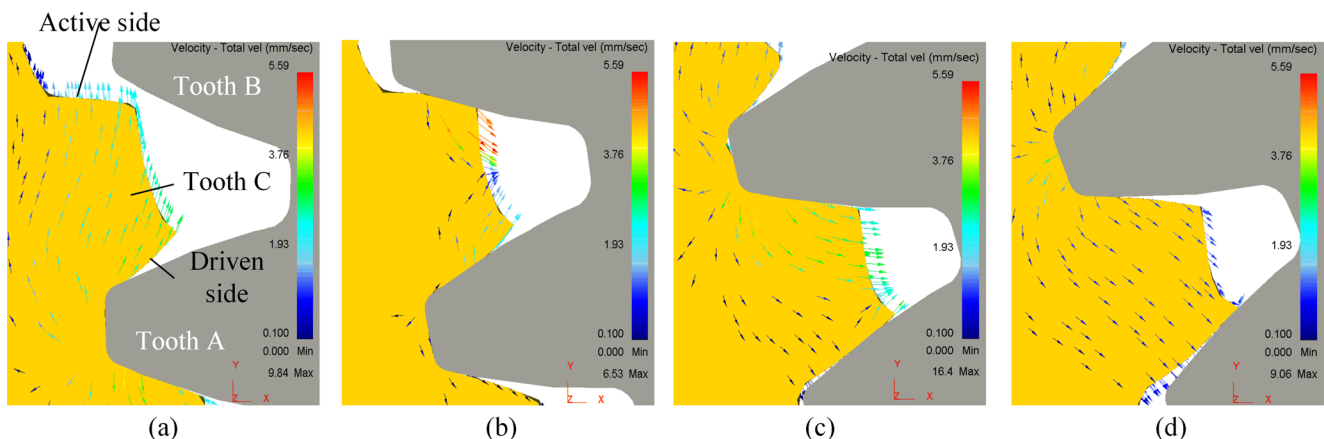 Active side
Velocity - Total vel (mm/sec)
5.59
Tooth B
3.76
Tooth C
1.93
Driven
side
Tooth A
0.100
0.000 Min
9.84 Max
Y
Z X
(a)
Velocity - Total vel (mm/sec)
5.59
3.76
1.93
0.100
0.000 Min
6.53 Max
Y
Z X
(b)
Velocity - Total vel (mm/sec)
5.59
3.76
1.93
0.100
0.000 Min
16.4 Max
Y
Z X
(c)
Velocity - Total vel (mm/sec)
5.59
3.76
1.93
0.100
0.000 Min
9.06 Max
Y
Z X
(d)